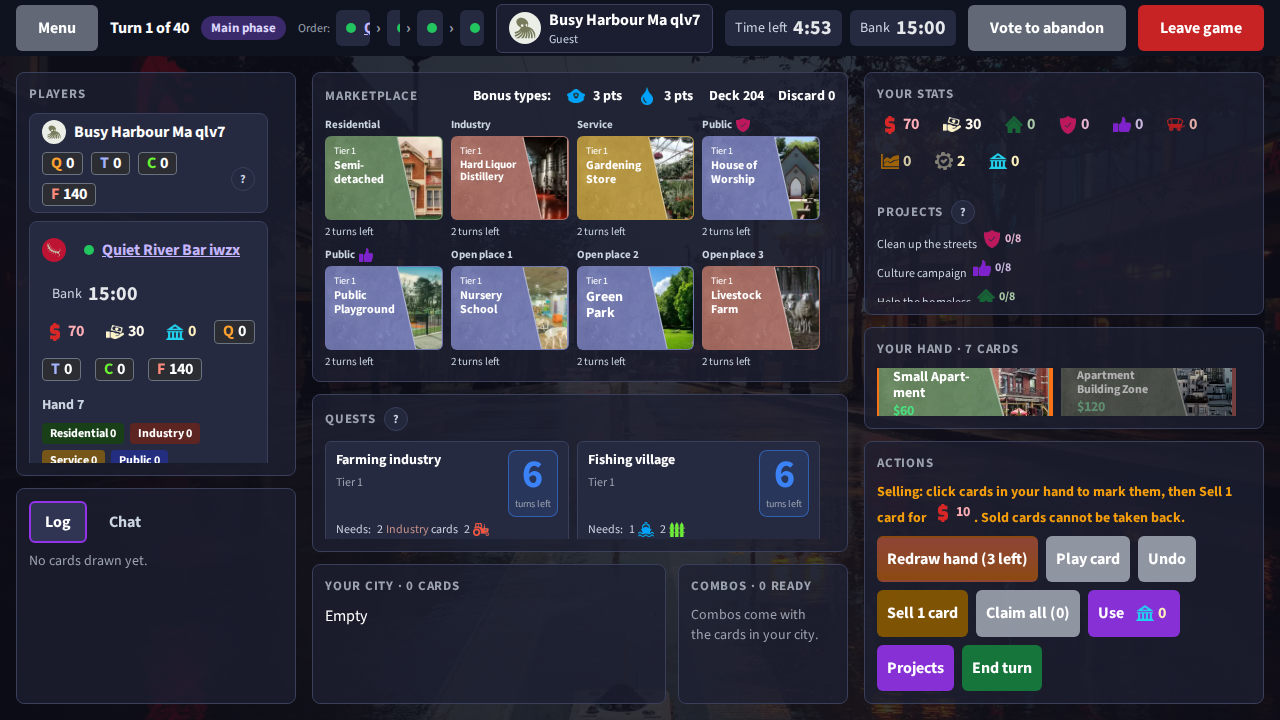 Menu
Turn 1 of 40
Main phase
Order:
›
›
›
Busy Harbour Ma qlv7
Guest
Time left 4:53
Bank 15:00
Vote to abandon
Leave game
PLAYERS
Busy Harbour Ma qlv7
Q 0
T 0
C 0
F 140
?
Quiet River Bar iwzx
Bank 15:00
70
30
0
Q 0
T 0
C 0
F 140
Hand 7
Residential 0
Industry 0
Service 0
Public 0
Log
Chat
No cards drawn yet.
MARKETPLACE
Bonus types:
3 pts
3 pts
Deck 204
Discard 0
Residential
Industry
Service
Public
Tier 1
Semi-
detached
Tier 1
Hard Liquor
Distillery
Tier 1
Gardening
Store
Tier 1
House of
Worship
2 turns left
2 turns left
2 turns left
2 turns left
Public
Open place 1
Open place 2
Open place 3
Tier 1
Public
Playground
Tier 1
Nursery
School
Tier 1
Green
Park
Tier 1
Livestock
Farm
2 turns left
2 turns left
2 turns left
2 turns left
QUESTS
?
Farming industry
Tier 1
6
turns left
Needs: 2 Industry cards 2
Fishing village
Tier 1
6
turns left
Needs: 1 2
YOUR CITY · 0 CARDS
Empty
COMBOS · 0 READY
Combos come with
the cards in your city.
YOUR STATS
70
30
0
0
0
0
0
2
0
PROJECTS
?
Clean up the streets 0/8
Culture campaign 0/8
Help the homeless 0/8
YOUR HAND · 7 CARDS
Small Apart-
ment
$60
Apartment
Building Zone
$120
ACTIONS
Selling: click cards in your hand to mark them, then Sell 1
card for 10 . Sold cards cannot be taken back.
Redraw hand (3 left)
Play card
Undo
Sell 1 card
Claim all (0)
Use 0
Projects
End turn